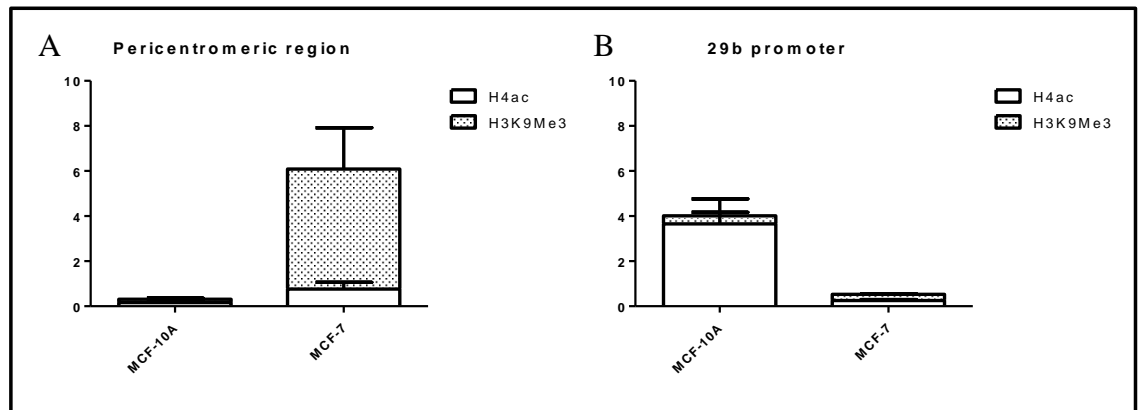 A
Pericentromeric region
10
8
6
4
2
0
MCF-10A
MCF-7
H4ac
H3K9Me3
B
29b promoter
10
8
6
4
2
0
MCF-10A
MCF-7
H4ac
H3K9Me3